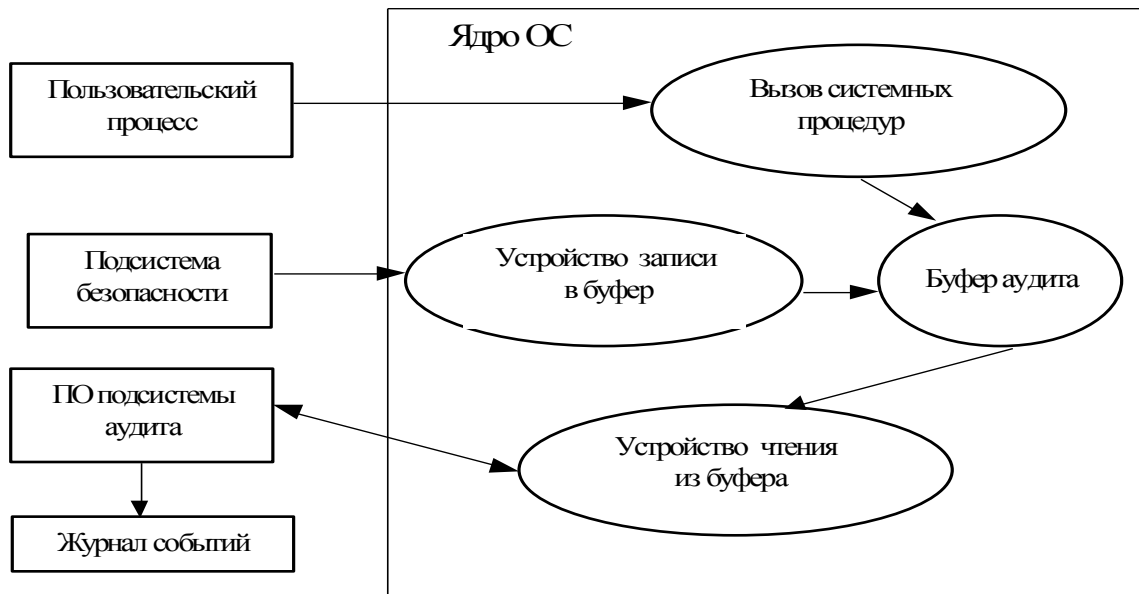 Ядро ОС
Пользовательский
процесс
Вызов системных
процедур
Подсистема
безопасности
Устройство записи
в буфер
Буфер аудита
ПО подсистемы
аудита
Устройство чтения
из буфера
Журнал событий